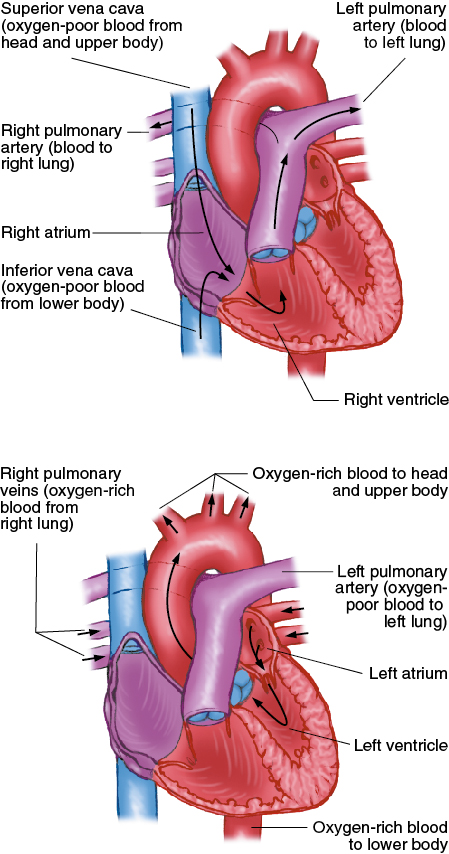 Superior vena cava
(oxygen-poor blood from
head and upper body)
Left pulmonary
artery (blood
to left lung)
Right pulmonary
artery (blood to
right lung)
Right atrium
Inferior vena cava
(oxygen-poor blood
from lower body)
Right ventricle
Right pulmonary
veins (oxygen-rich
blood from
right lung)
Oxygen-rich blood to head
and upper body
Left pulmonary
artery (oxygen-
poor blood to
left lung)
Left atrium
Left ventricle
Oxygen-rich blood
to lower body